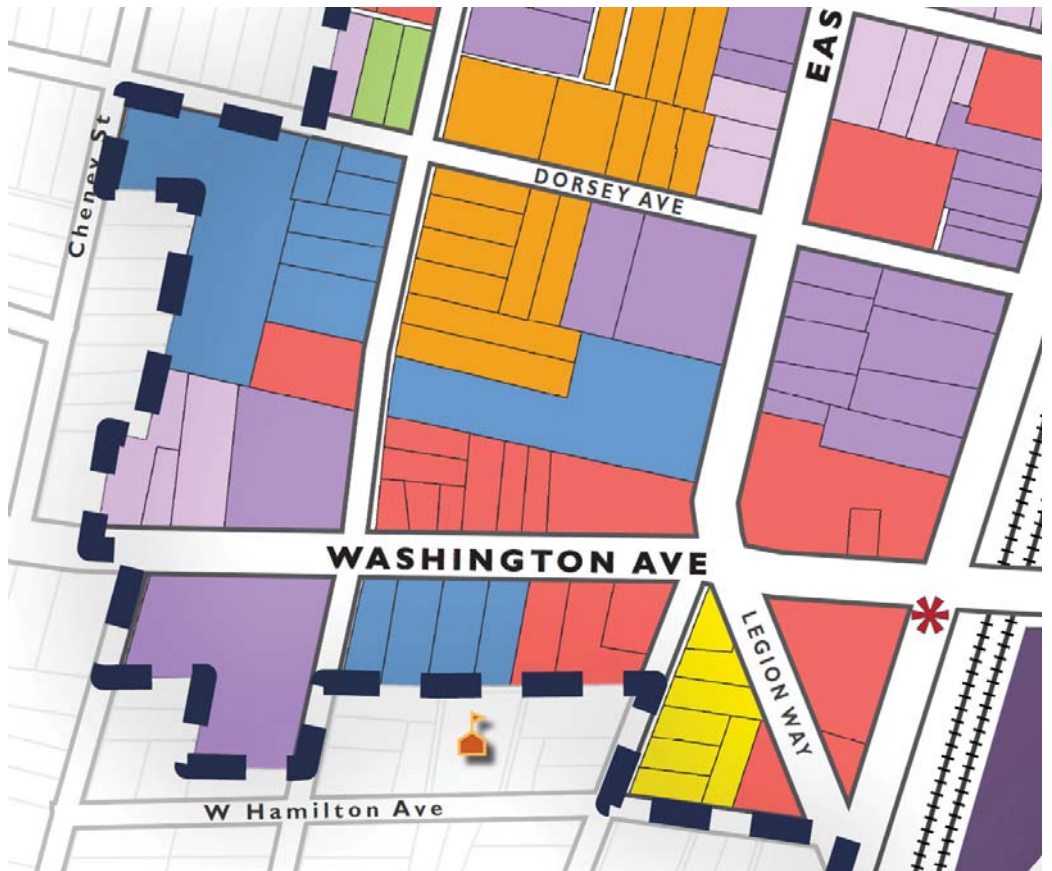 EAS
Cheney St
DORSEY AVE
WASHINGTON AVE
LEGION WAY
W Hamilton Ave